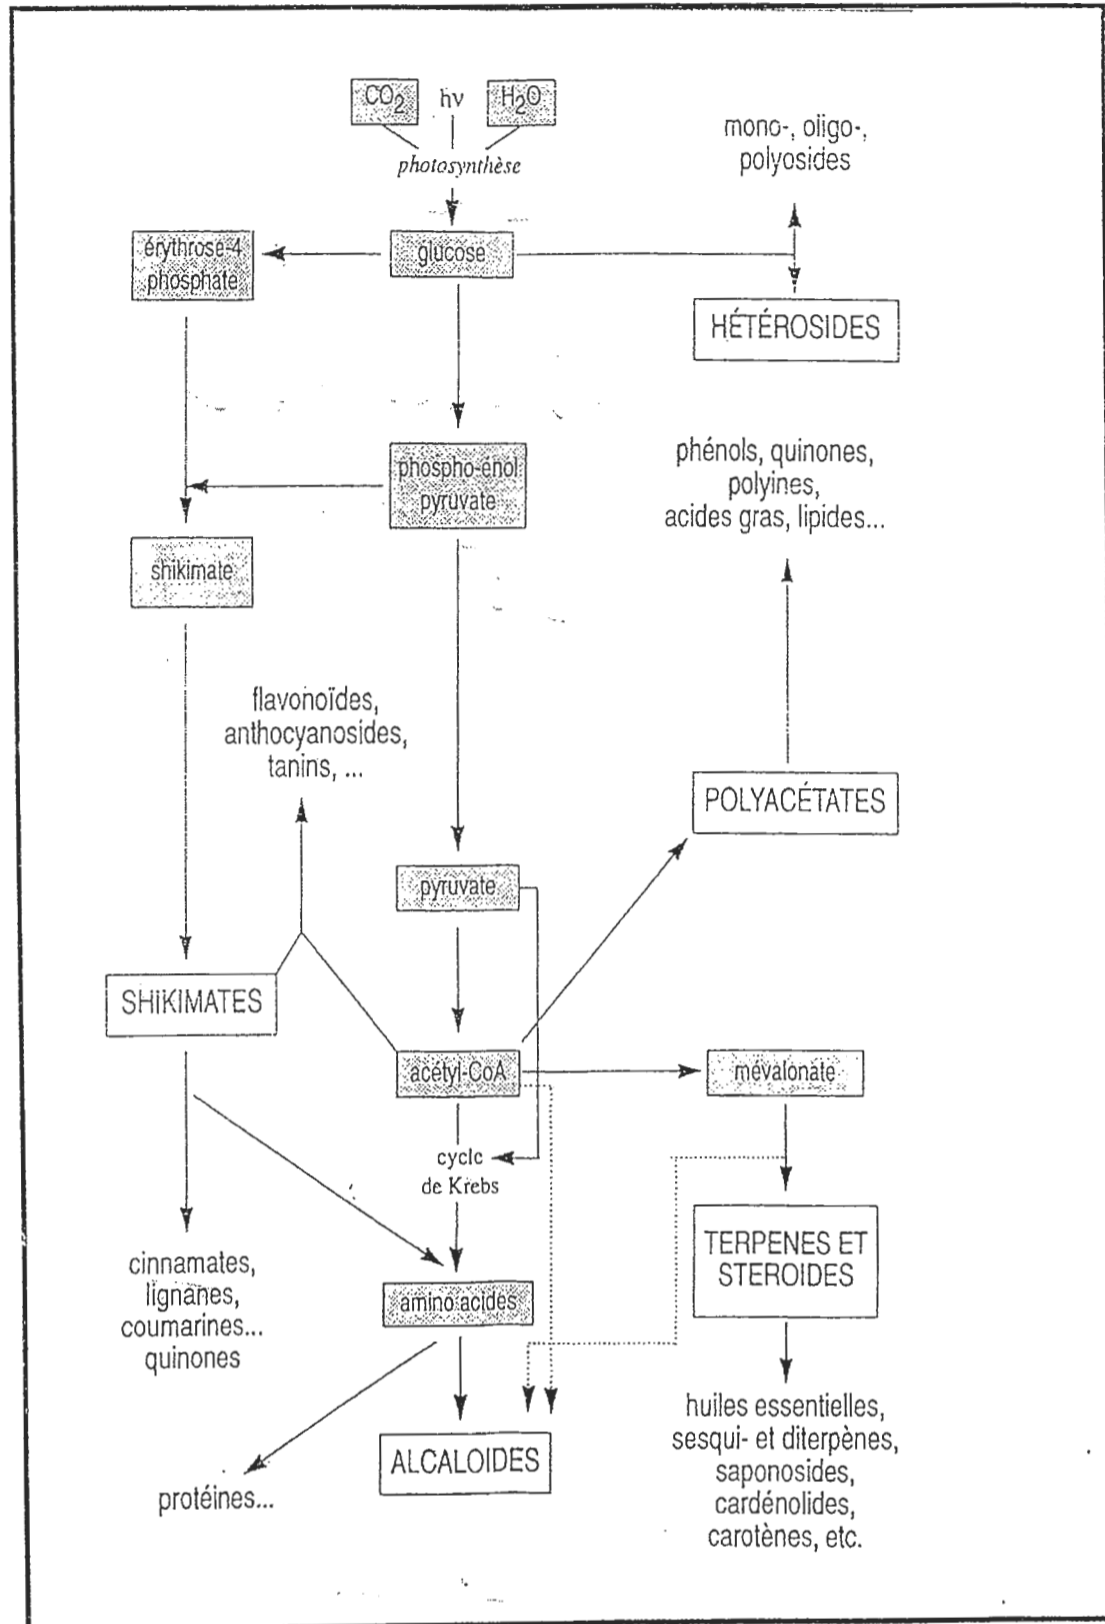 CO2 hν H2O
photosynthèse
mono-, oligo-,
polyosides
érythrose-4
phosphate
glucose
HÉTÉROSIDES
phospho-énol
pyruvate
phénols, quinones,
polyines,
acides gras, lipides...
shikimate
flavonoïdes,
anthocyanosides,
tanins, ...
POLYACÉTATES
pyruvate
SHIKIMATES
acétyl-CoA
mévalonate
cycle
de Krebs
TERPENES ET
STEROIDES
cinnamates,
lignanes,
coumarines...
quinones
amino acides
ALCALOIDES
protéines...
huiles essentielles,
sesqui- et diterpènes,
saponosides,
cardénolides,
carotènes, etc.